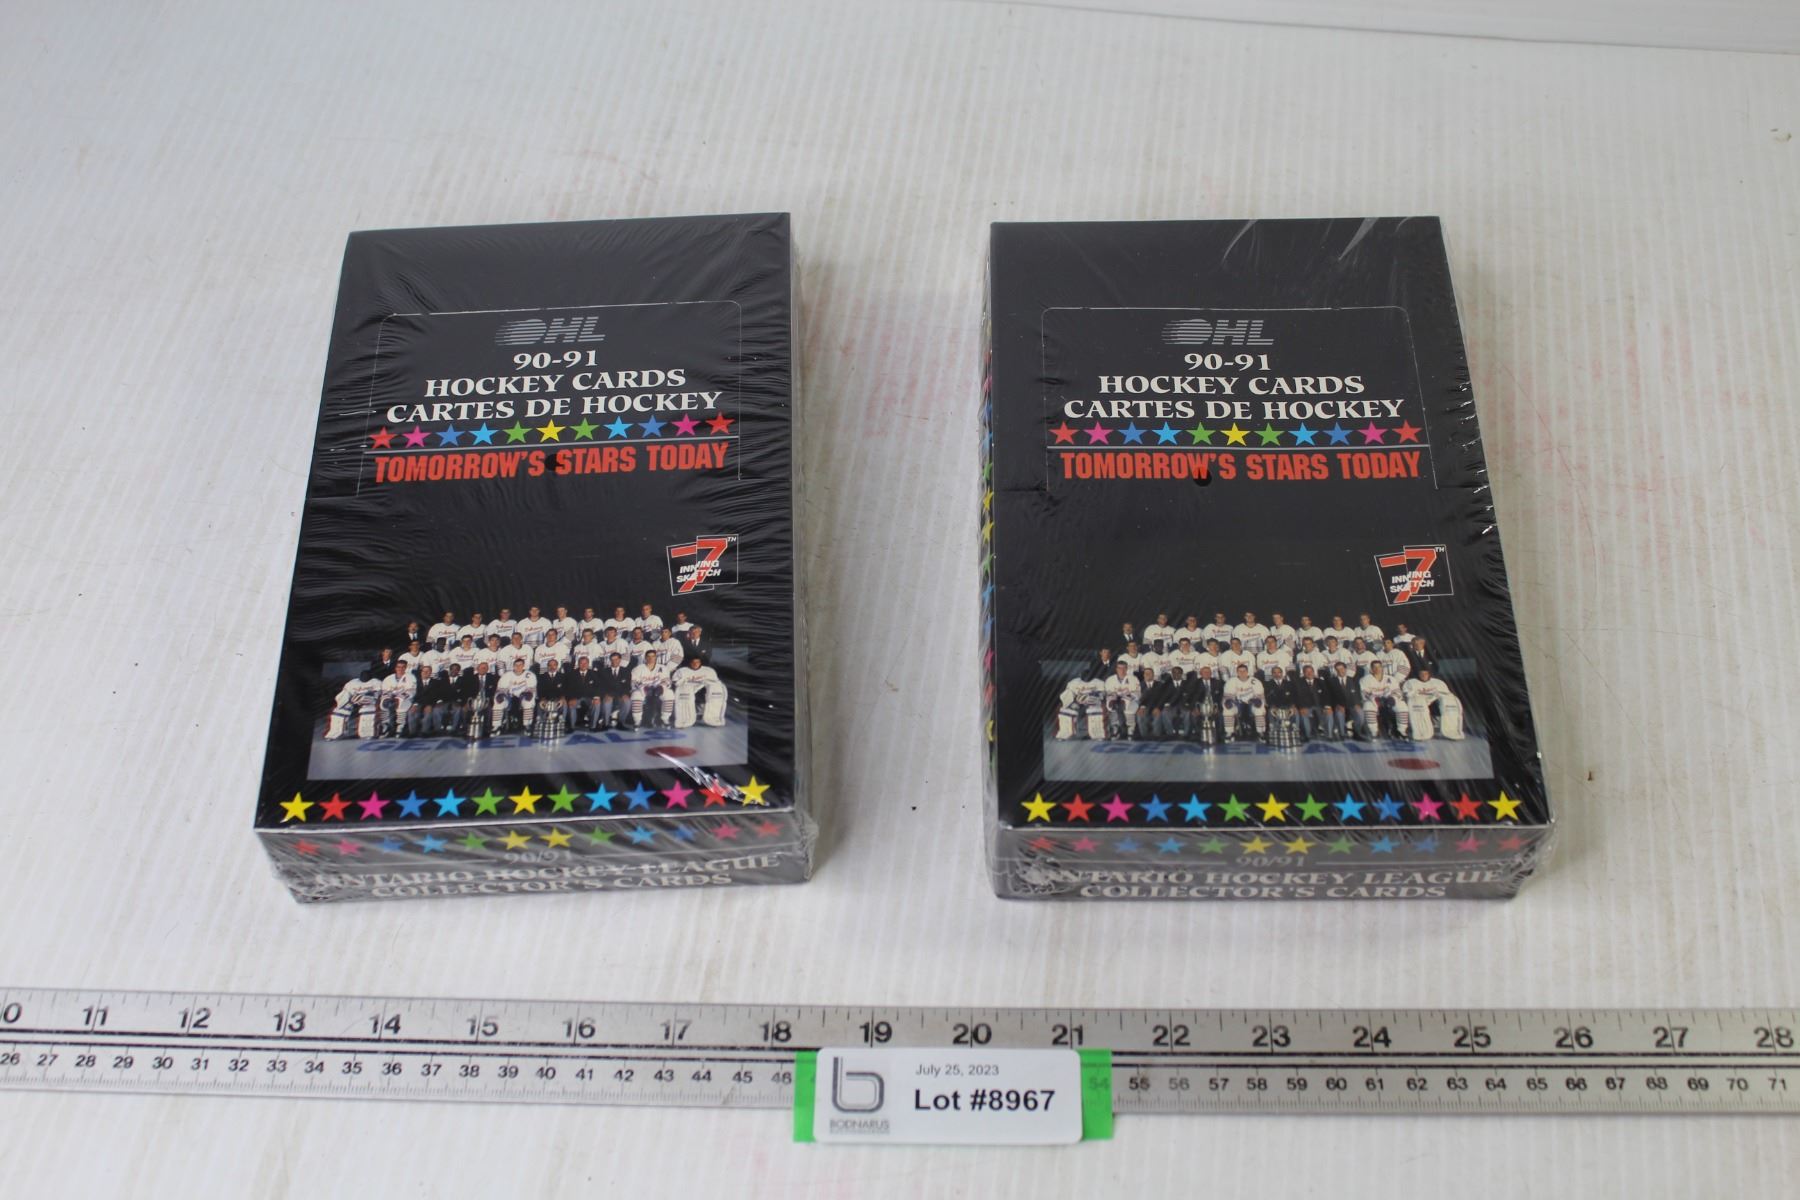 OHL
90-91
HOCKEY CARDS
CARTES DE HOCKEY
TOMORROW'S STARS TODAY
7TH
INNING
SKETCH
GENERALS
90/91
ONTARIO HOCKEY LEAGUE
COLLECTOR'S CARDS
OHL
90-91
HOCKEY CARDS
CARTES DE HOCKEY
TOMORROW'S STARS TODAY
7TH
INNING
SKETCH
GENERALS
90/91
ONTARIO HOCKEY LEAGUE
COLLECTOR'S CARDS
0 11 12 13 14 15 16 17 18 19 20 21 22 23 24 25 26 27 28
26 27 28 29 30 31 32 33 34 35 36 37 38 39 40 41 42 43 44 45 46 54 55 56 57 58 59 60 61 62 63 64 65 66 67 68 69 70 71
July 25, 2023
Lot #8967
b
BODNARUS